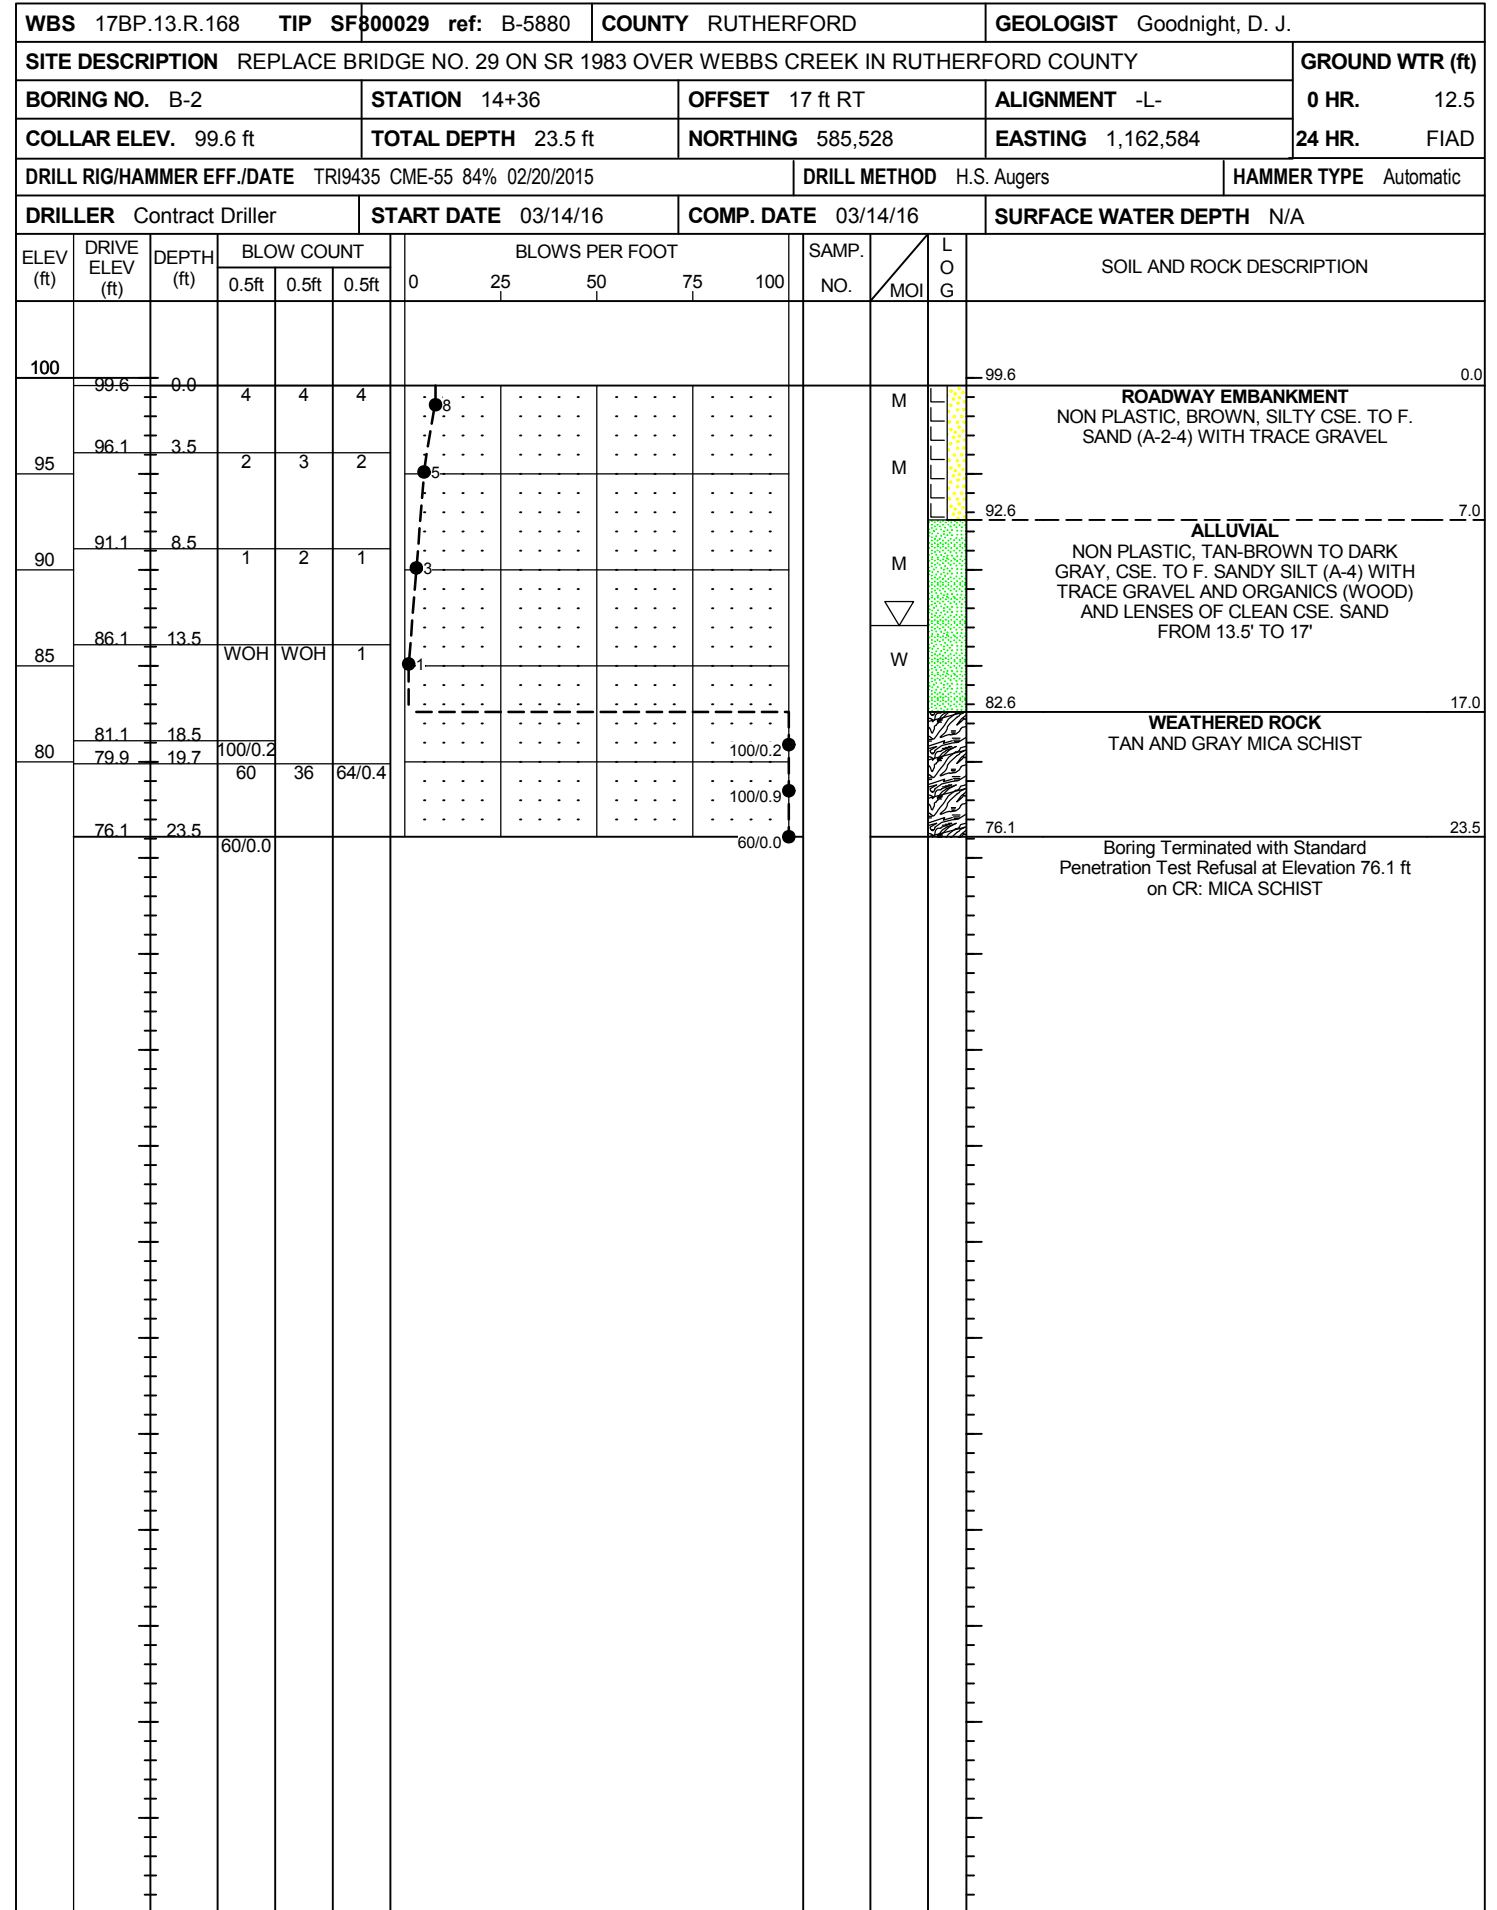 WBS 17BP.13.R.168 TIP SF800029 ref: B-5880 COUNTY RUTHERFORD GEOLOGIST Goodnight, D. J.
SITE DESCRIPTION REPLACE BRIDGE NO. 29 ON SR 1983 OVER WEBBS CREEK IN RUTHERFORD COUNTY GROUND WTR (ft)
BORING NO. B-2 STATION 14+36 OFFSET 17 ft RT ALIGNMENT -L- 0 HR. 12.5
COLLAR ELEV. 99.6 ft TOTAL DEPTH 23.5 ft NORTHING 585,528 EASTING 1,162,584 24 HR. FIAD
DRILL RIG/HAMMER EFF./DATE TRI9435 CME-55 84% 02/20/2015 DRILL METHOD H.S. Augers HAMMER TYPE Automatic
DRILLER Contract Driller START DATE 03/14/16 COMP. DATE 03/14/16 SURFACE WATER DEPTH N/A
ELEV (ft) DRIVE ELEV (ft) DEPTH (ft) BLOW COUNT BLOWS PER FOOT SAMP. NO. MOI LOG SOIL AND ROCK DESCRIPTION
0.5ft 0.5ft 0.5ft 0 25 50 75 100
100
99.6 0.0 99.6 0.0
4 4 4 8 M ROADWAY EMBANKMENT
NON PLASTIC, BROWN, SILTY CSE. TO F.
SAND (A-2-4) WITH TRACE GRAVEL
96.1 3.5
95 2 3 2 5 M
92.6 7.0
ALLUVIAL
91.1 8.5
NON PLASTIC, TAN-BROWN TO DARK
90 1 2 1 3 M GRAY, CSE. TO F. SANDY SILT (A-4) WITH
TRACE GRAVEL AND ORGANICS (WOOD)
AND LENSES OF CLEAN CSE. SAND
FROM 13.5' TO 17'
86.1 13.5
85 WOH WOH 1 1 W
82.6 17.0
WEATHERED ROCK
81.1 18.5
TAN AND GRAY MICA SCHIST
80 100/0.2 100/0.2
79.9 19.7
60 36 64/0.4 100/0.9
76.1 23.5 76.1 23.5
60/0.0 60/0.0
Boring Terminated with Standard
Penetration Test Refusal at Elevation 76.1 ft
on CR: MICA SCHIST